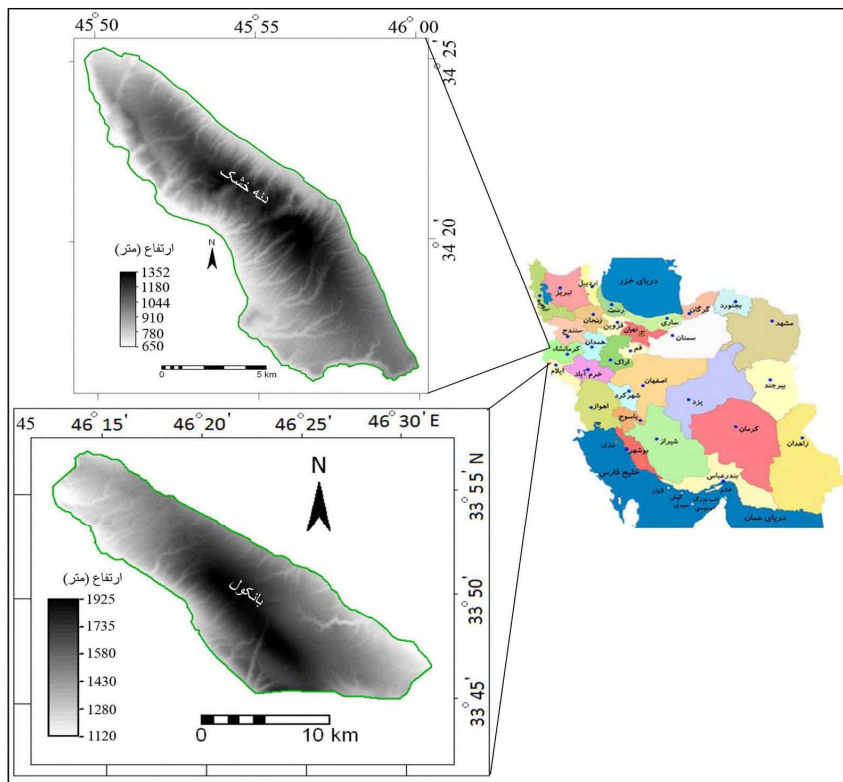 45 50
45 55
46 00
34 25
34 20
دنه خشک
ارتفاع (متر)
N
1352
1180
1044
910
780
650
0
5 km
45
46 15'
46 20'
46 25'
46 30' E
N
33 55'
33 50'
33 45'
بانکول
ارتفاع (متر)
1925
1735
1580
1430
1280
1120
N
0
10 km
دریای خزر
اردبیل
تبریز
رشت
زنجان
قزوین
ساری
گرگان
بجنورد
مشهد
تهران
سمنان
سنندج
همدان
قم
کرمانشاه
اراک
ایلام
خرم آباد
اصفهان
بیرجند
شهرکرد
یزد
اهواز
یاسوج
شیراز
کرمان
زاهدان
بوشهر
خلیج فارس
بندرعباس
لاوان
کیش
قشم
سیری
دریای عمان